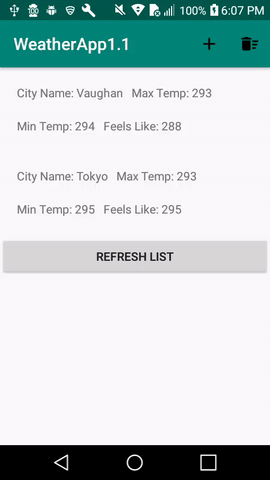 100% 6:07 PM
WeatherApp1.1
City Name: Vaughan Max Temp: 293
Min Temp: 294 Feels Like: 288
City Name: Tokyo Max Temp: 293
Min Temp: 295 Feels Like: 295
REFRESH LIST